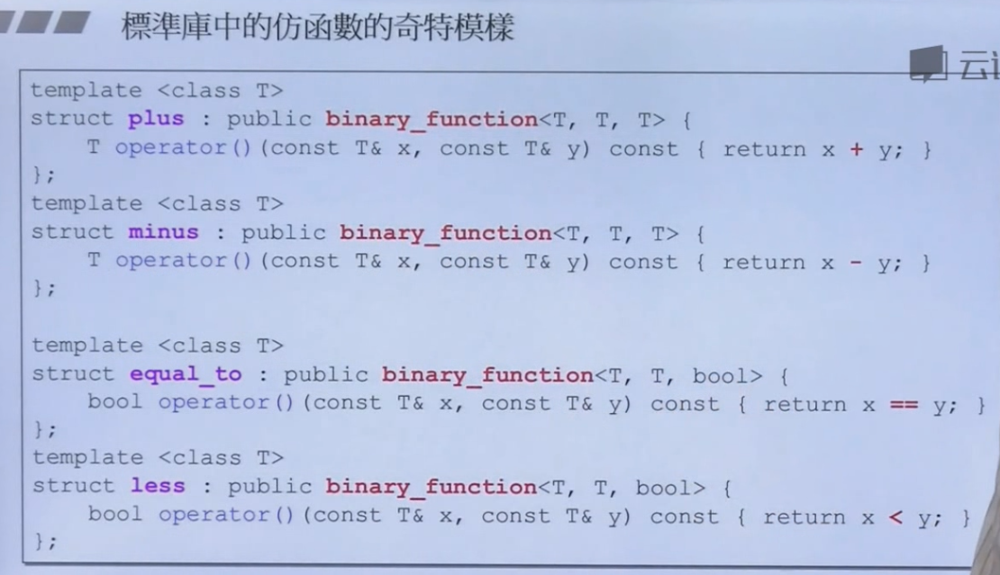 標準庫中的仿函數的奇特模樣
template <class T>
struct plus : public binary_function<T, T, T> {
    T operator()(const T& x, const T& y) const { return x + y; }
};
template <class T>
struct minus : public binary_function<T, T, T> {
    T operator()(const T& x, const T& y) const { return x - y; }
};
template <class T>
struct equal_to : public binary_function<T, T, bool> {
    bool operator()(const T& x, const T& y) const { return x == y; }
};
template <class T>
struct less : public binary_function<T, T, bool> {
    bool operator()(const T& x, const T& y) const { return x < y; }
};
云